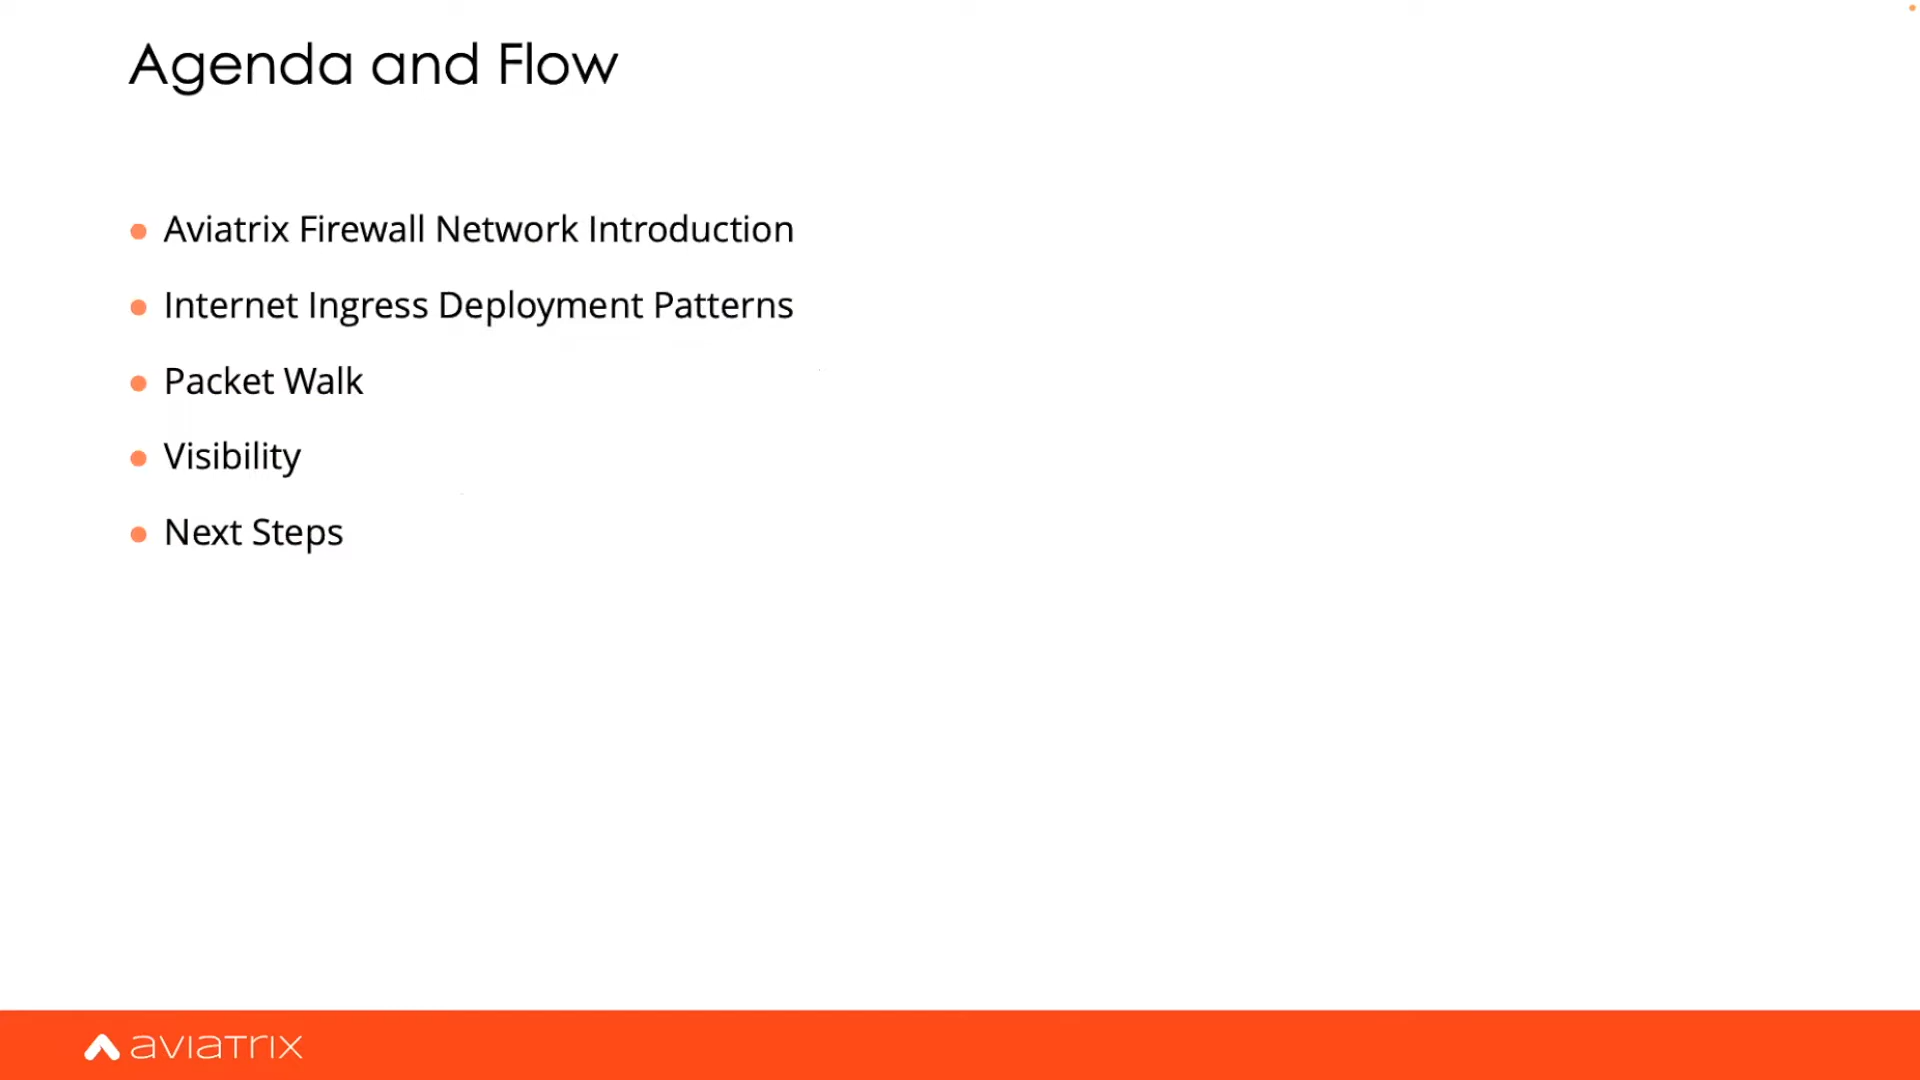 Agenda and Flow
Aviatrix Firewall Network Introduction
Internet Ingress Deployment Patterns
Packet Walk
Visibility
Next Steps
aviatrix